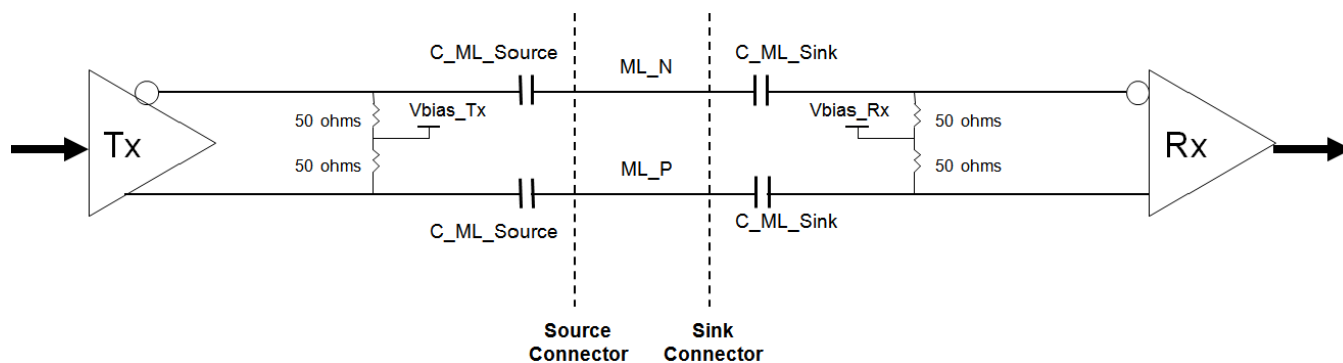 C_ML_Source
ML_N
C_ML_Sink
Tx
50 ohms
Vbias_Tx
Vbias_Rx
50 ohms
Rx
50 ohms
50 ohms
ML_P
C_ML_Source
C_ML_Sink
Source
Connector
Sink
Connector